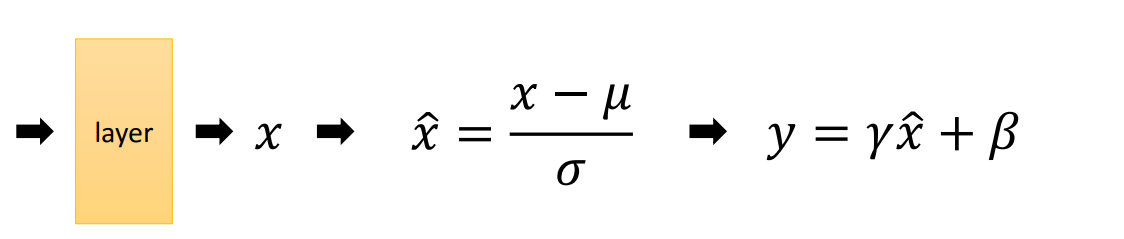 ➡ layer ➡ x ➡ x̂ = (x − μ) / σ ➡ y = γx̂ + β